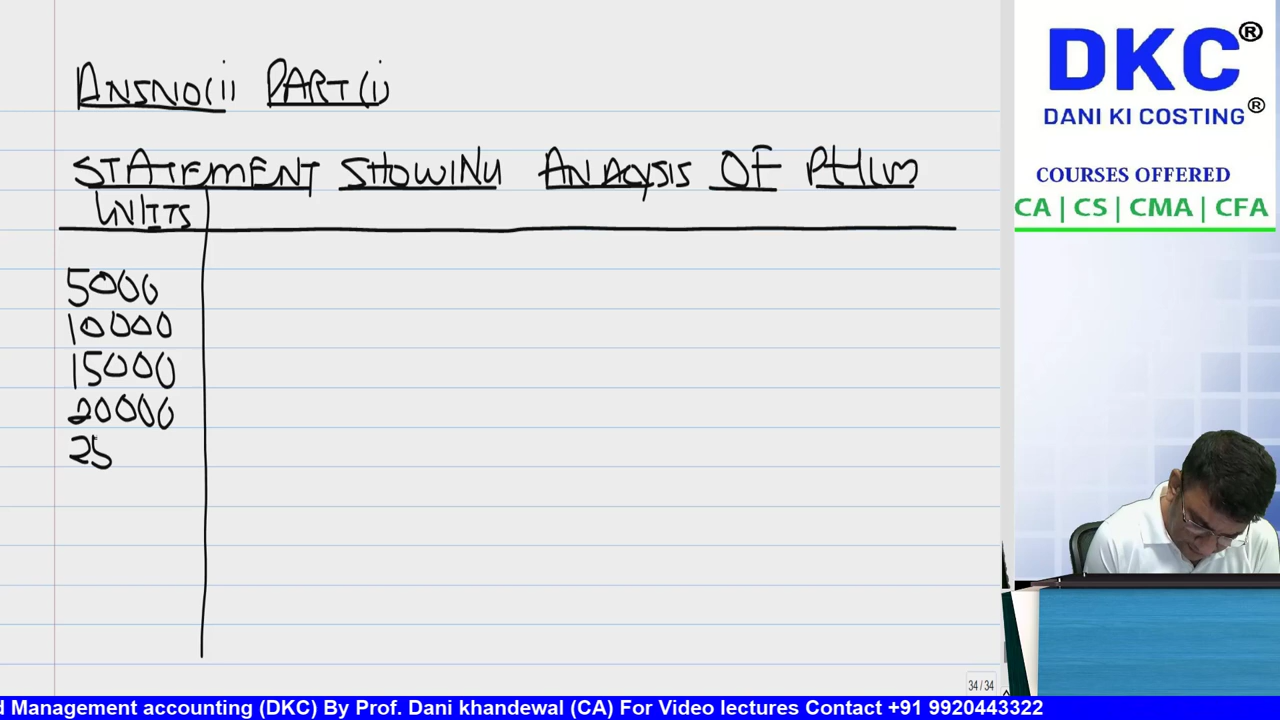 ANSNO(1) PART(i)
STATEMENT SHOWING ANALYSIS OF
UNITS
5000
10000
15000
20000
25
34 / 34
DKC®
DANI KI COSTING®
COURSES OFFERED
CA | CS | CMA | CFA
d Management accounting (DKC) By Prof. Dani khandewal (CA) For Video lectures Contact +91 9920443322